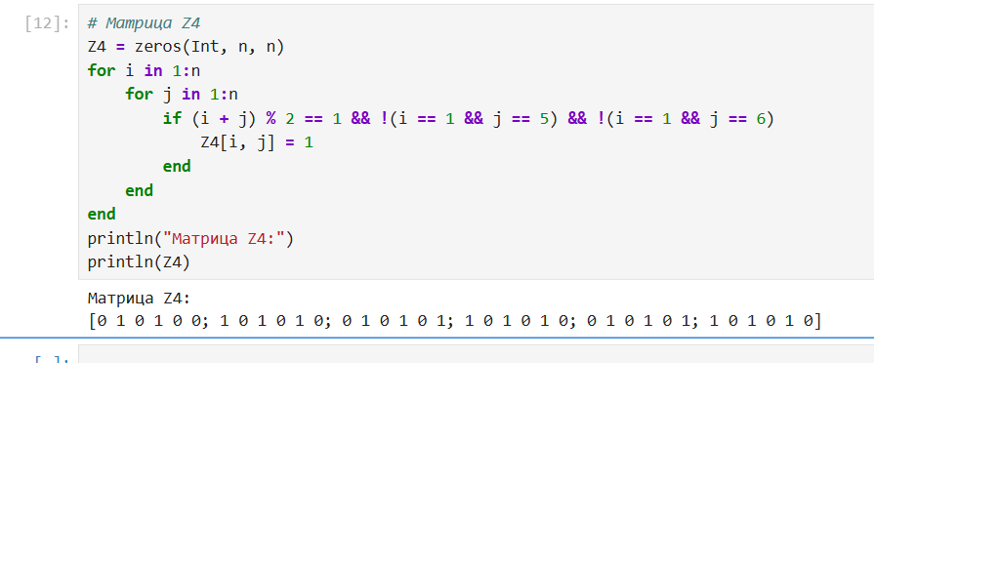 [12]: # Матрица Z4
Z4 = zeros(Int, n, n)
for i in 1:n
    for j in 1:n
        if (i + j) % 2 == 1 && !(i == 1 && j == 5) && !(i == 1 && j == 6)
            Z4[i, j] = 1
        end
    end
end
println("Матрица Z4:")
println(Z4)
Матрица Z4:
[0 1 0 1 0 0; 1 0 1 0 1 0; 0 1 0 1 0 1; 1 0 1 0 1 0; 0 1 0 1 0 1; 1 0 1 0 1 0]
[ ]: